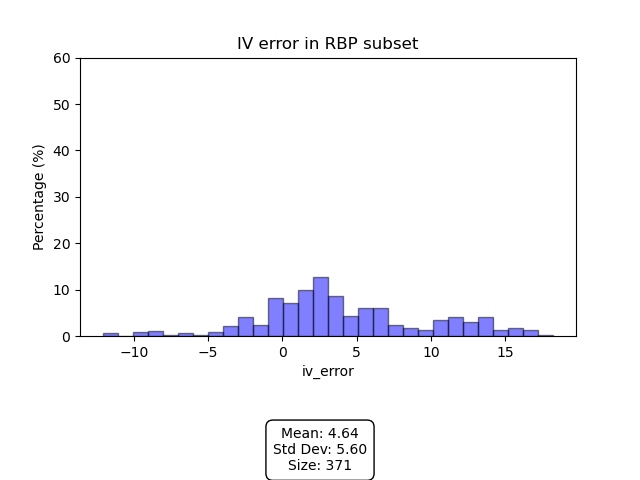 IV error in RBP subset
60
50
40
30
20
10
0
Percentage (%)
−10
−5
0
5
10
15
iv_error
Mean: 4.64
Std Dev: 5.60
Size: 371